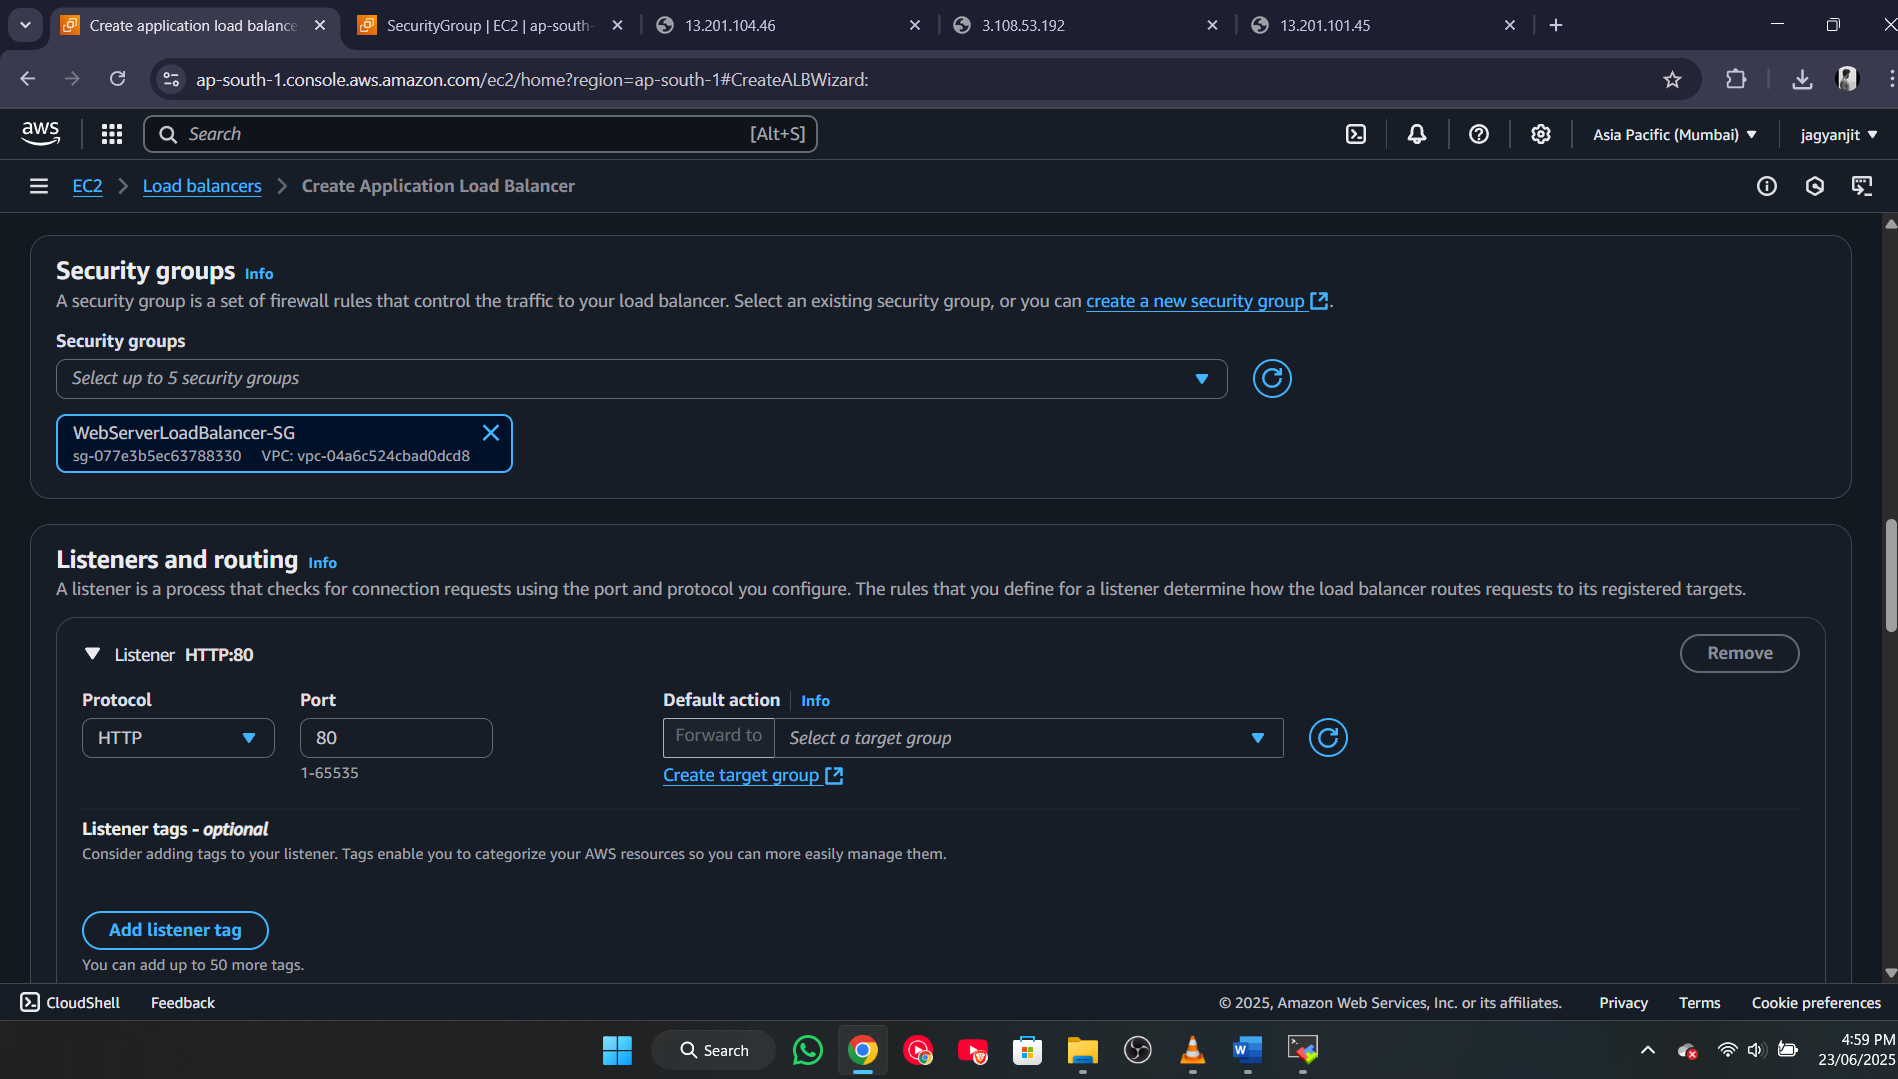 Create application load balance
SecurityGroup | EC2 | ap-south-
13.201.104.46
3.108.53.192
13.201.101.45
ap-south-1.console.aws.amazon.com/ec2/home?region=ap-south-1#CreateALBWizard:
aws
Search
[Alt+S]
Asia Pacific (Mumbai)
jagyanjit
EC2
Load balancers
Create Application Load Balancer
Security groups Info
A security group is a set of firewall rules that control the traffic to your load balancer. Select an existing security group, or you can create a new security group.
Security groups
Select up to 5 security groups
WebServerLoadBalancer-SG
sg-077e3b5ec63788330 VPC: vpc-04a6c524cbad0dcd8
Listeners and routing Info
A listener is a process that checks for connection requests using the port and protocol you configure. The rules that you define for a listener determine how the load balancer routes requests to its registered targets.
Listener HTTP:80
Remove
Protocol
Port
Default action
Info
HTTP
80
Forward to
Select a target group
1-65535
Create target group
Listener tags - optional
Consider adding tags to your listener. Tags enable you to categorize your AWS resources so you can more easily manage them.
Add listener tag
You can add up to 50 more tags.
CloudShell
Feedback
© 2025, Amazon Web Services, Inc. or its affiliates.
Privacy
Terms
Cookie preferences
Search
4:59 PM
23/06/2025